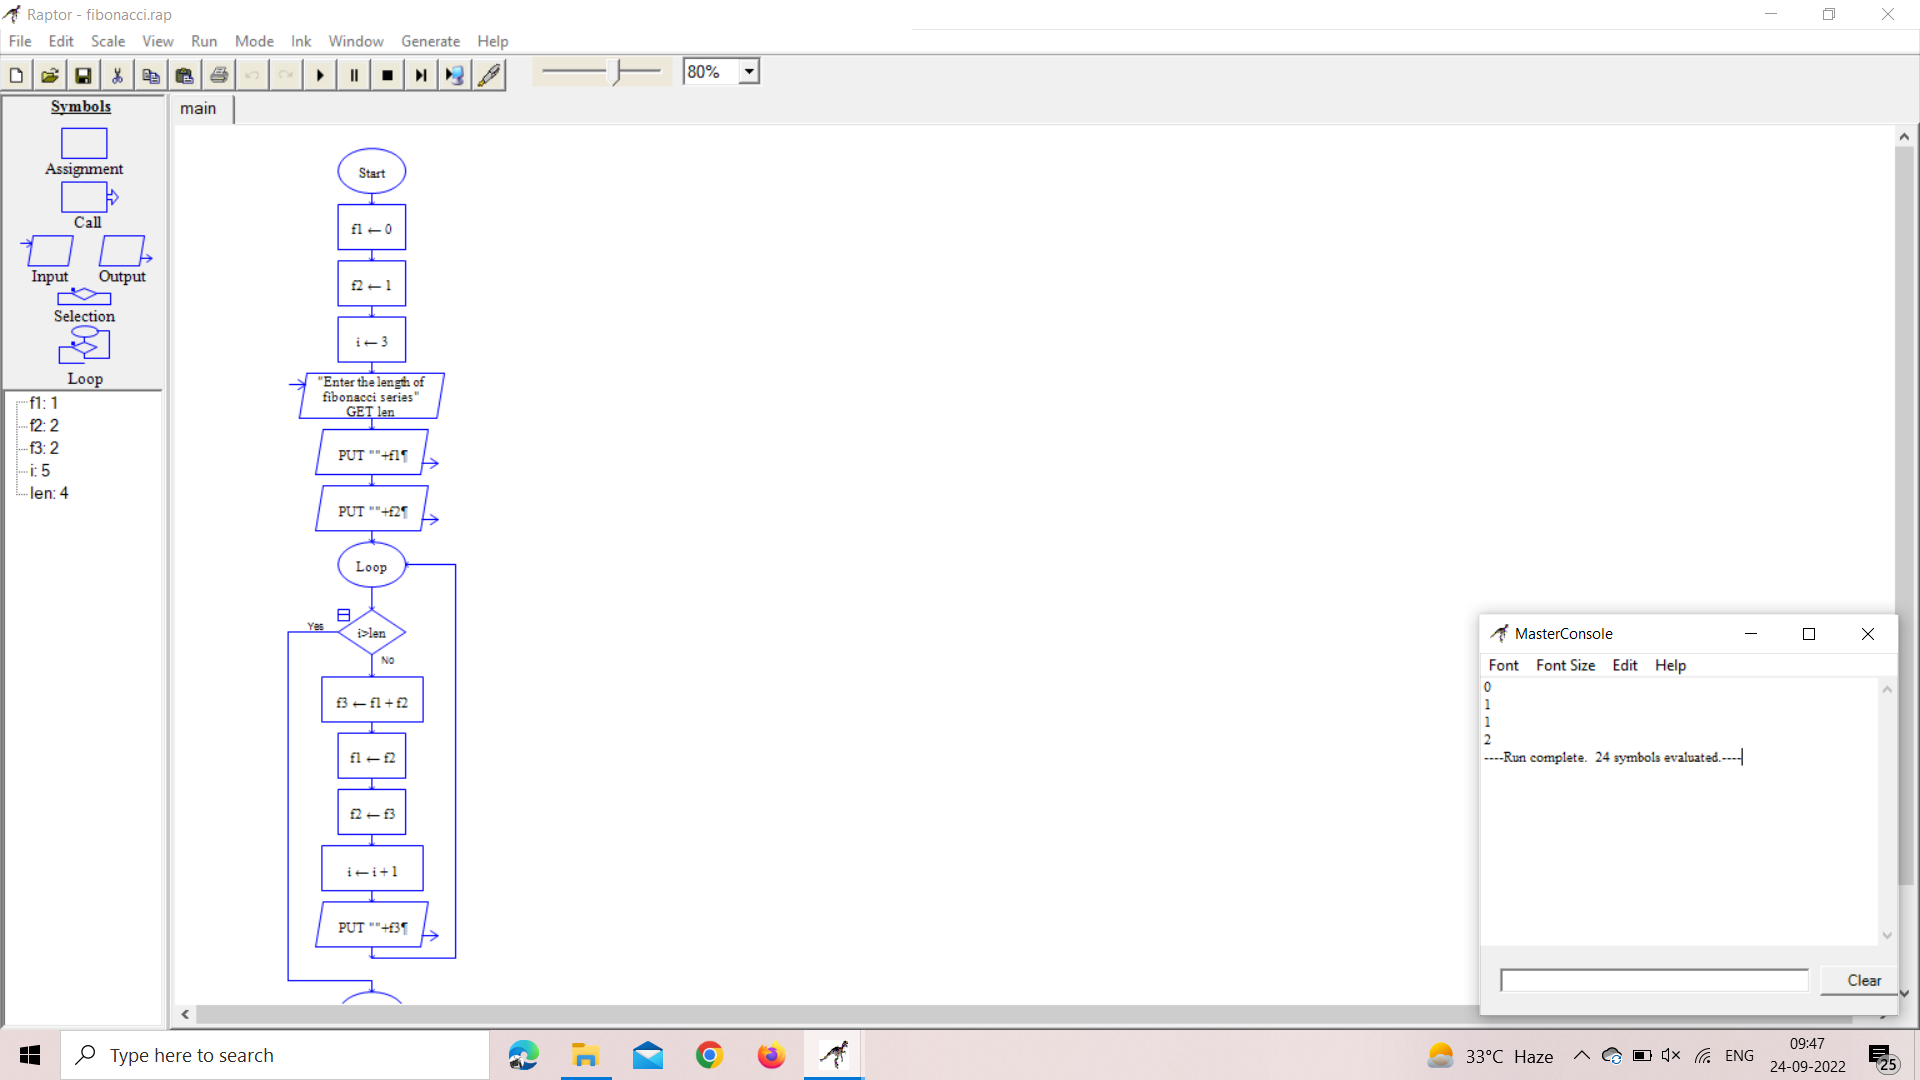 Raptor - fibonacci.rap
File Edit Scale View Run Mode Ink Window Generate Help
80%
Symbols
Assignment
Call
Input Output
Selection
Loop
f1: 1
f2: 2
f3: 2
i: 5
len: 4
main
Start
f1 ← 0
f2 ← 1
i ← 3
"Enter the length of
fibonacci series"
GET len
PUT ""+f1¶
PUT ""+f2¶
Loop
Yes
i>len
No
f3 ← f1 + f2
f1 ← f2
f2 ← f3
i ← i + 1
PUT ""+f3¶
MasterConsole
Font Font Size Edit Help
0
1
1
2
----Run complete.  24 symbols evaluated.----
Clear
Type here to search
33°C Haze
ENG
09:47
24-09-2022
25